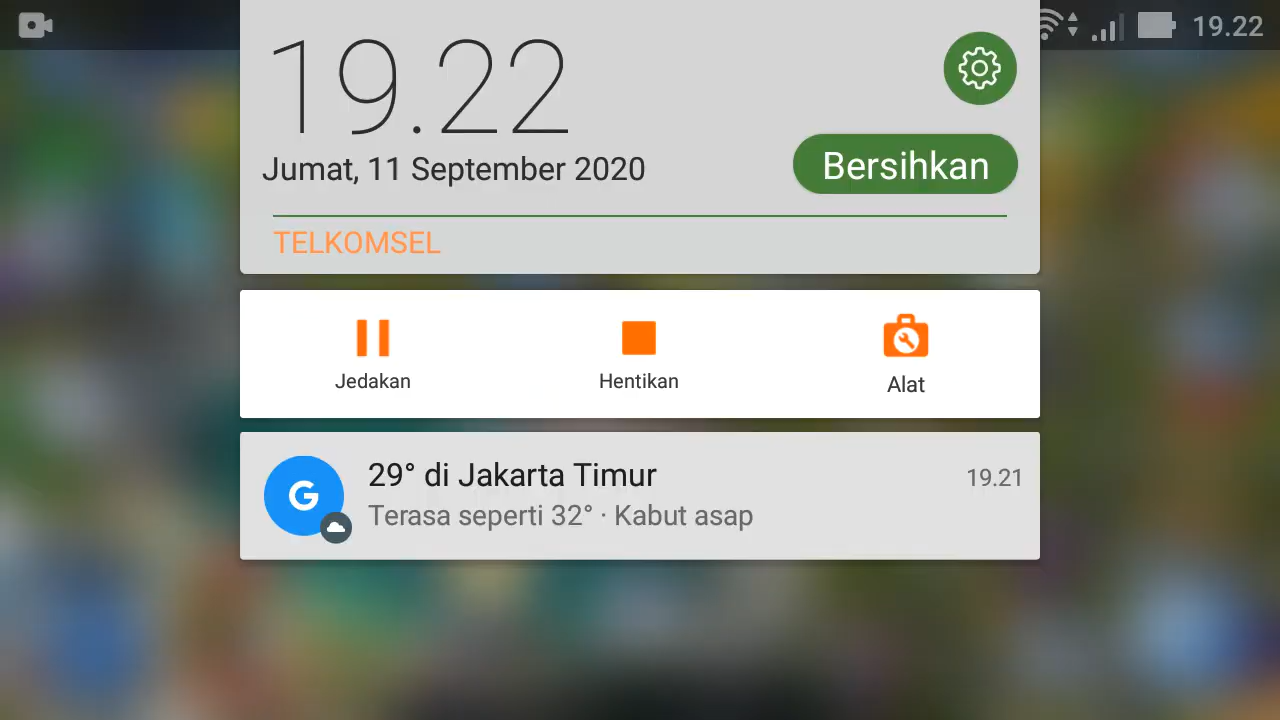 19.22
19.22
Jumat, 11 September 2020
Bersihkan
TELKOMSEL
Jedakan
Hentikan
Alat
G
29° di Jakarta Timur
19.21
Terasa seperti 32° · Kabut asap